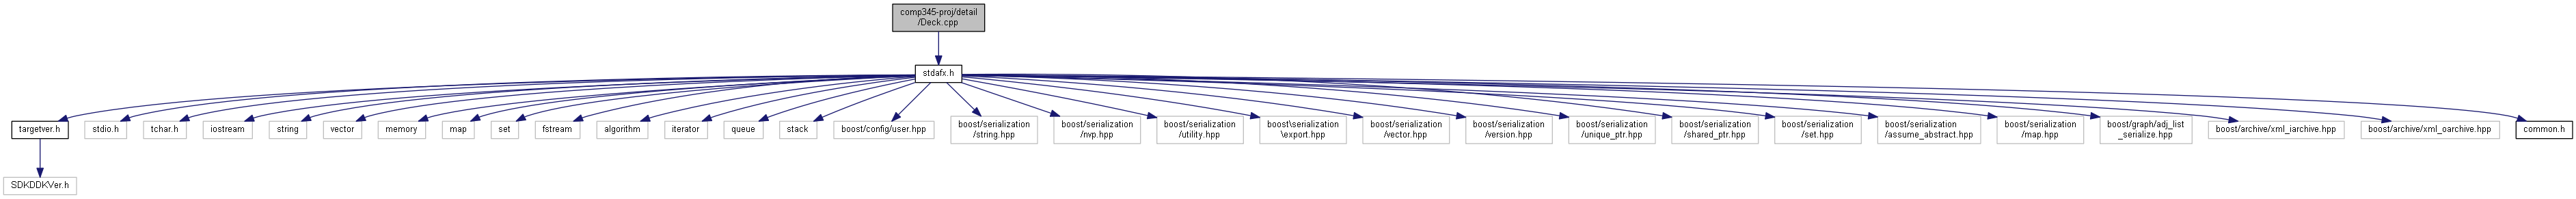 comp345-proj/detail
/Deck.cpp
stdafx.h
targetver.h
stdio.h
tchar.h
iostream
string
vector
memory
map
set
fstream
algorithm
iterator
queue
stack
boost/config/user.hpp
boost/serialization
/string.hpp
boost/serialization
/nvp.hpp
boost/serialization
/utility.hpp
boost\serialization
\export.hpp
boost/serialization
/vector.hpp
boost/serialization
/version.hpp
boost/serialization
/unique_ptr.hpp
boost/serialization
/shared_ptr.hpp
boost/serialization
/set.hpp
boost/serialization
/assume_abstract.hpp
boost/serialization
/map.hpp
boost/graph/adj_list
_serialize.hpp
boost/archive/xml_iarchive.hpp
boost/archive/xml_oarchive.hpp
common.h
SDKDDKVer.h